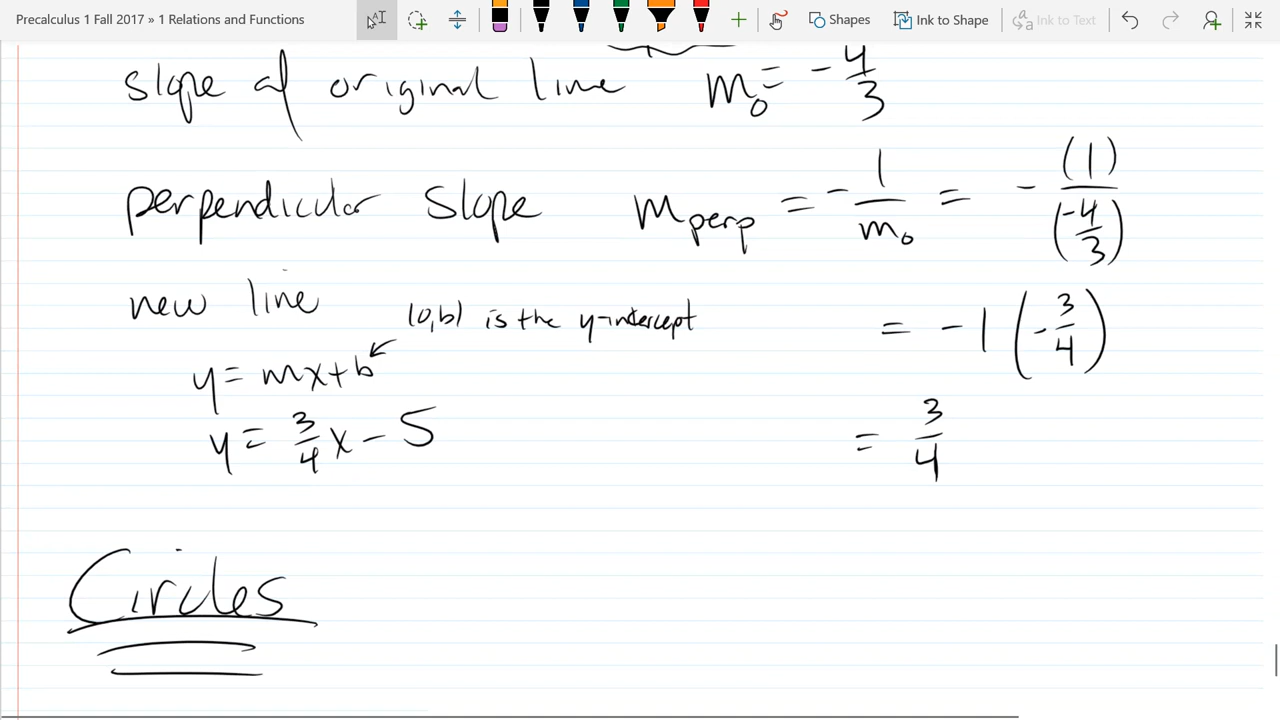 Precalculus 1 Fall 2017 » 1 Relations and Functions
Shapes Ink to Shape Ink to Text
slope of original line m₀ = -4/3
perpendicular slope m_perp = -1/m₀ = -(1)/(-4/3)
new line
(0,b) is the y-intercept
= -1(-3/4)
y = mx+b
y = 3/4x - 5
= 3/4
Circles